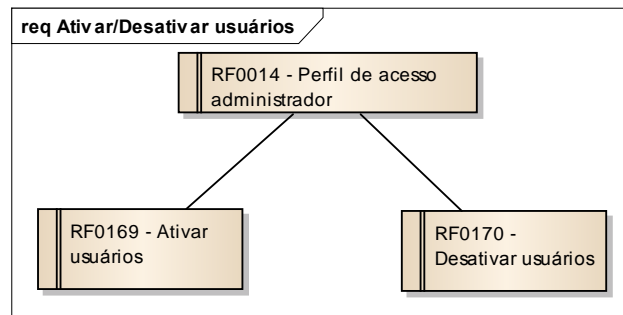 req Ativar/Desativar usuários
RF0014 - Perfil de acesso
administrador
RF0169 - Ativar
usuários
RF0170 -
Desativar usuários